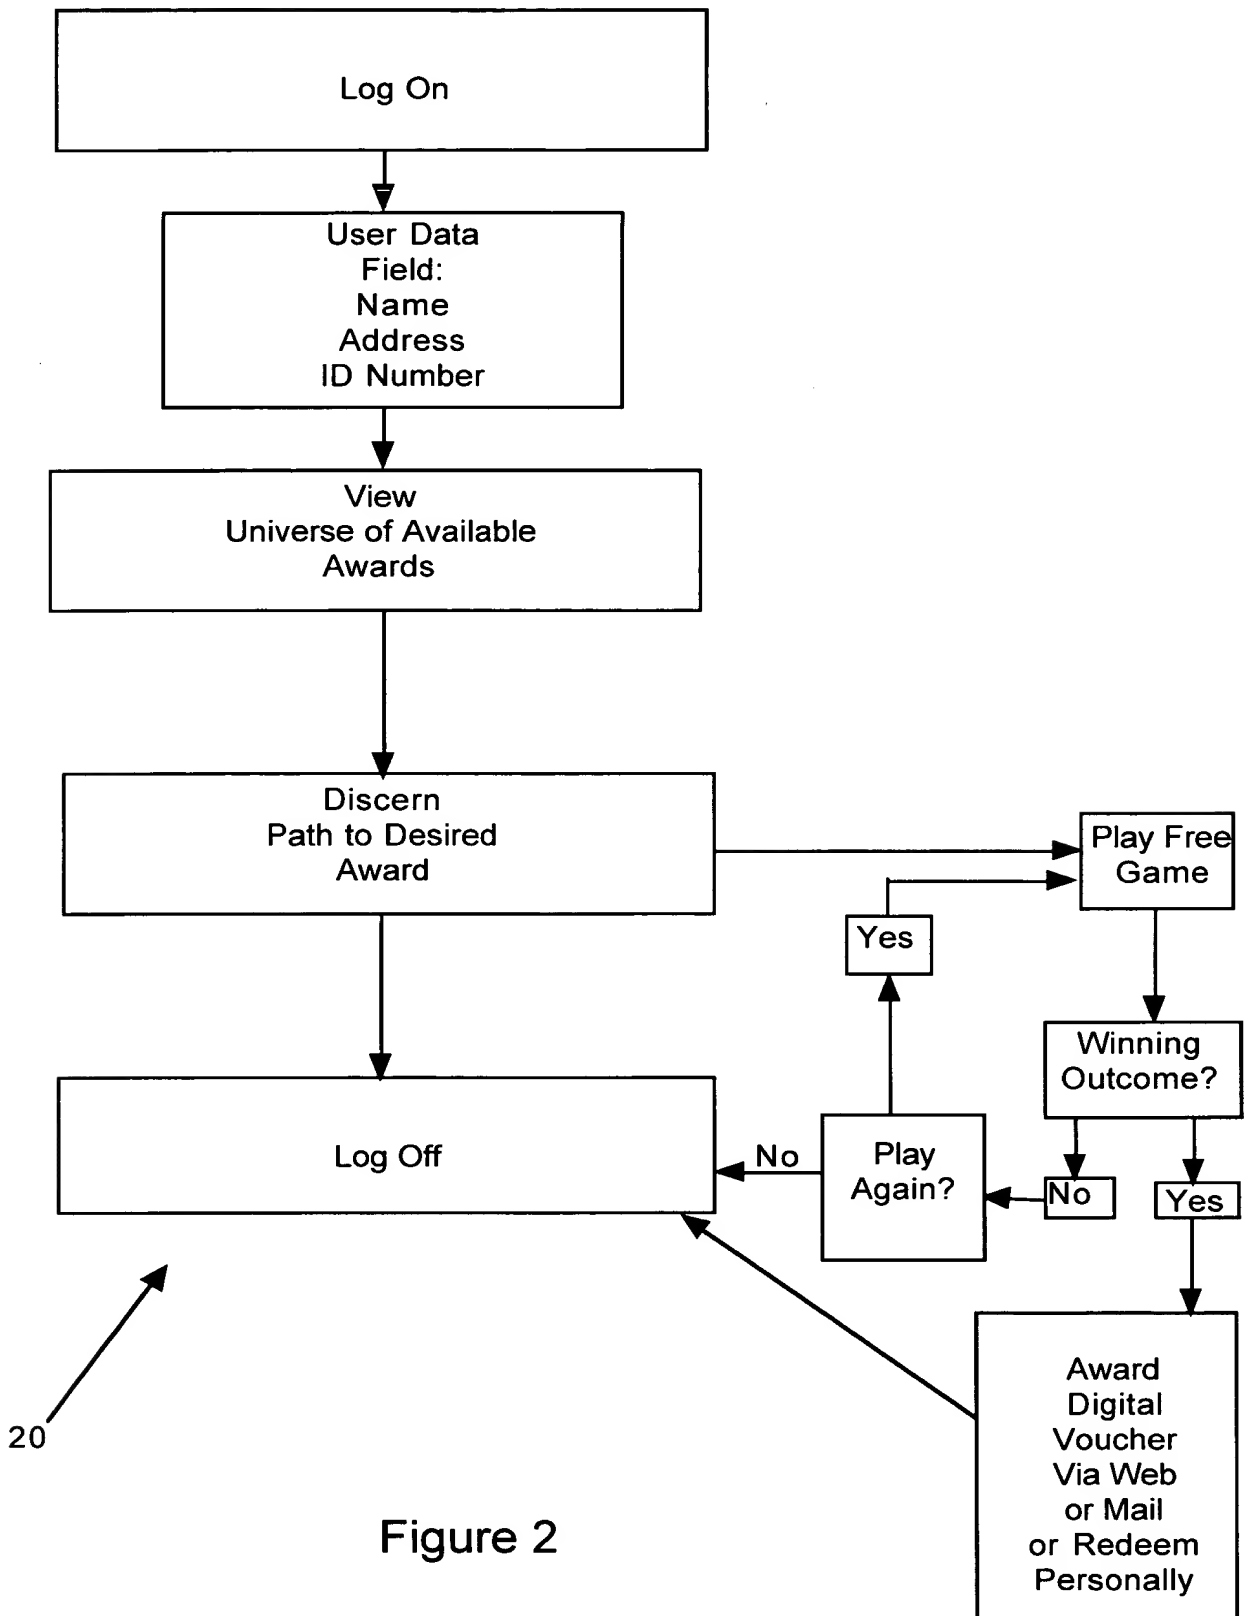 Log On
User Data
Field:
Name
Address
ID Number
View
Universe of Available
Awards
Discern
Path to Desired
Award
Play Free
Game
Yes
Winning
Outcome?
Log Off
No
Play
Again?
No
Yes
Award
Digital
Voucher
Via Web
or Mail
or Redeem
Personally
20
Figure 2